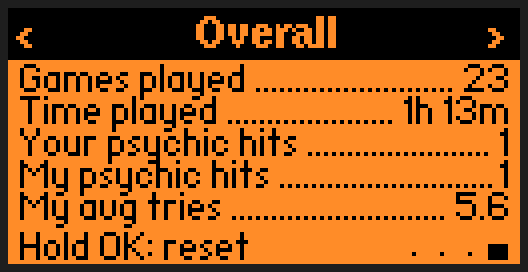 < Overall >
Games played ........................ 23
Time played .................... 1h 13m
Your psychic hits ...................... 1
My psychic hits ..........................1
My avg tries .......................... 5.6
Hold OK: reset